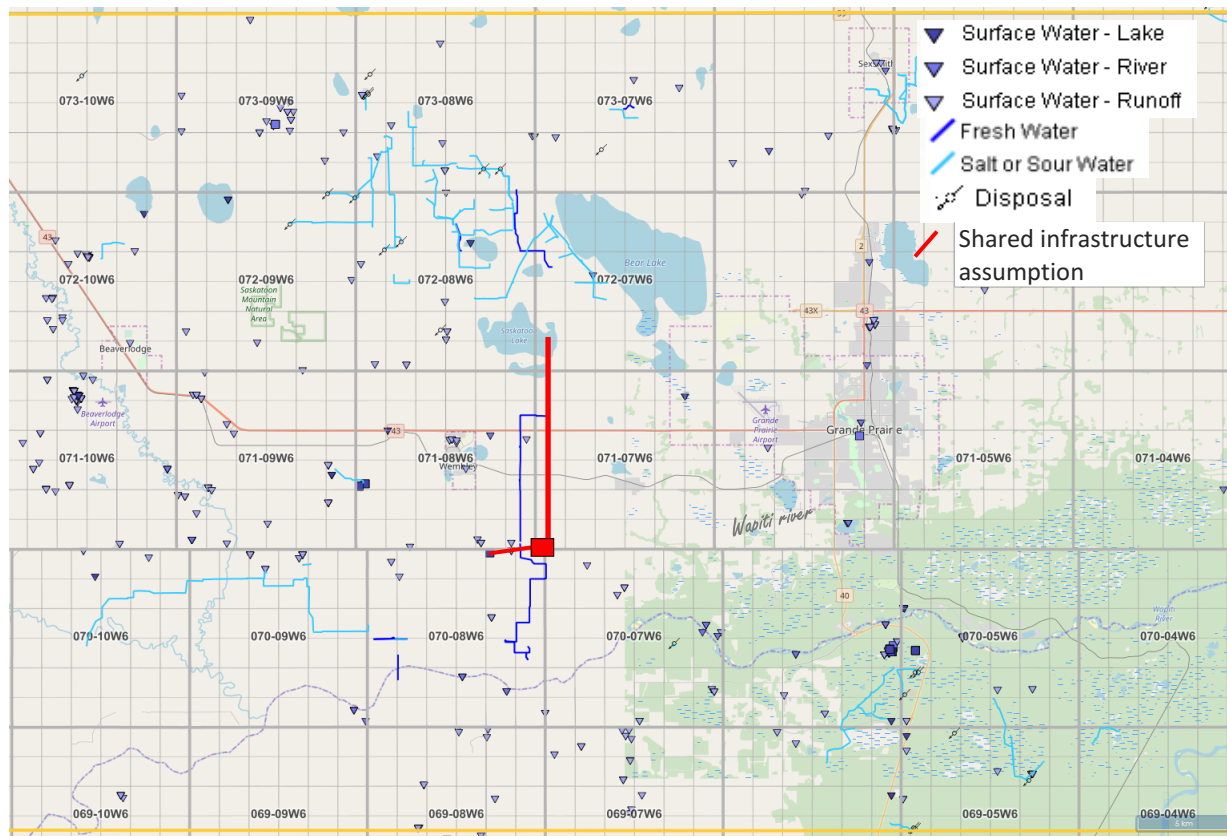 59
Surface Water - Lake
Surface Water - River
Surface Water - Runoff
Fresh Water
Salt or Sour Water
Disposal
Shared infrastructure
assumption
Sexsmith
073-10W6
073-09W6
073-08W6
073-07W6
43
2
Bear Lake
072-10W6
072-09W6
072-08W6
072-07W6
Saskatoon
Mountain
Natural
Area
43X
43
Saskatoon
Lake
Beaverlodge
Beaverlodge
Airport
Grande
Prairie
Airport
43
Grande Prairie
071-10W6
071-09W6
071-08W6
Wembley
071-07W6
071-05W6
071-04W6
Wapiti river
40
Wapiti
River
070-10W6
070-09W6
070-08W6
070-07W6
070-05W6
070-04W6
069-10W6
069-09W6
069-08W6
069-07W6
069-05W6
069-04W6
6 km